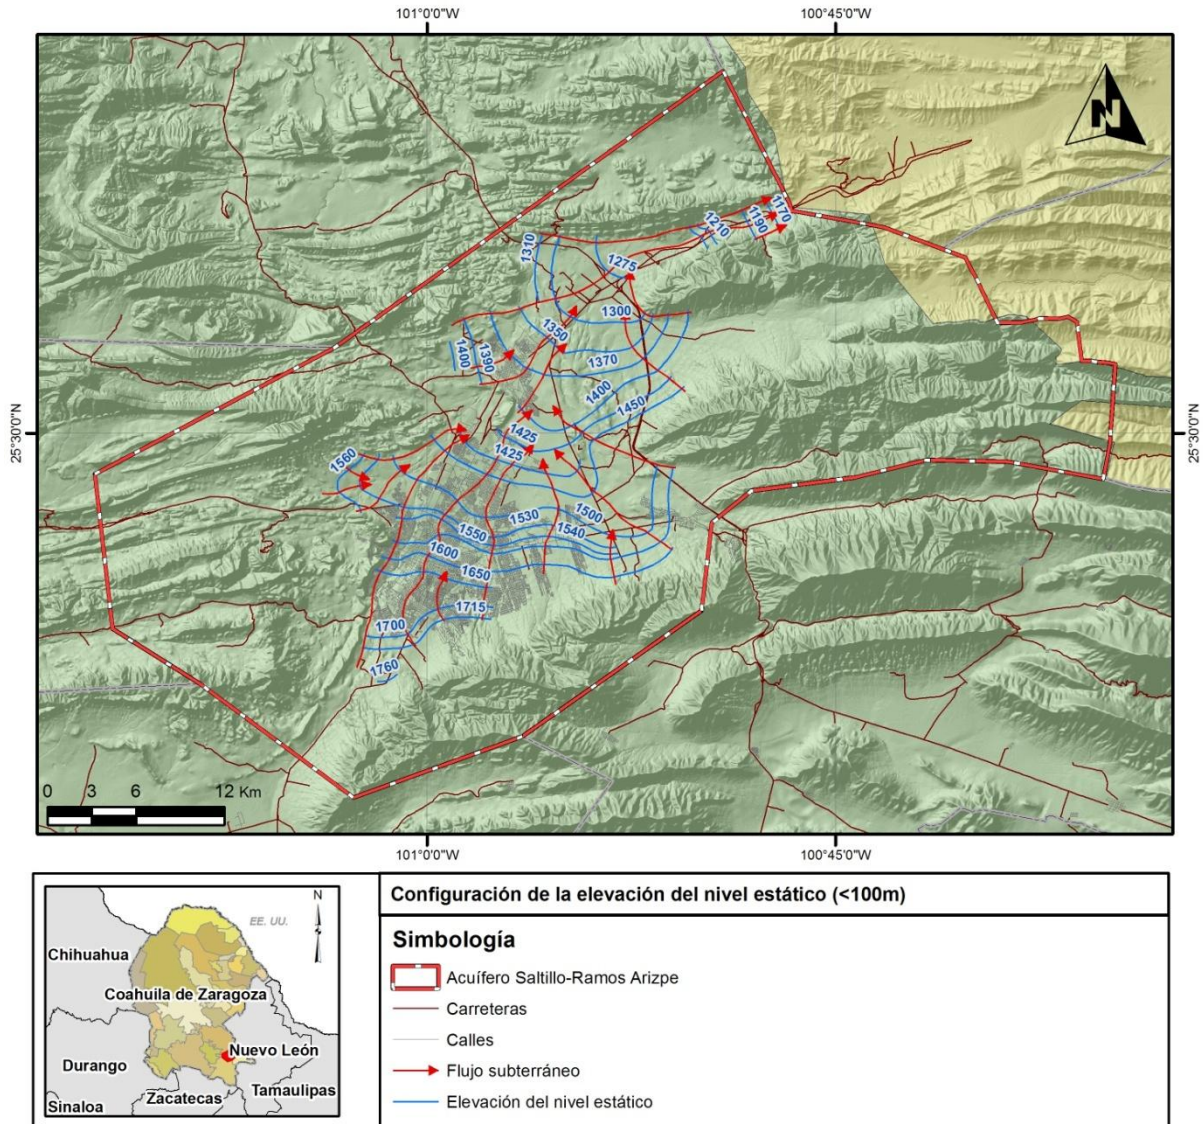 101°0'0"W
100°45'0"W
N
1170
1190
1210
1310
1275
1300
1350
1400
1390
1370
1400
1450
25°30'0"N
25°30'0"N
1425
1425
1560
1530
1500
1550
1540
1600
1650
1715
1700
1760
0 3 6 12 Km
101°0'0"W
100°45'0"W
Configuración de la elevación del nivel estático (<100m)
Simbología
Acuífero Saltillo-Ramos Arizpe
Carreteras
Calles
Flujo subterráneo
Elevación del nivel estático
N
EE. UU.
Chihuahua
Coahuila de Zaragoza
Nuevo León
Durango
Tamaulipas
Zacatecas
Sinaloa